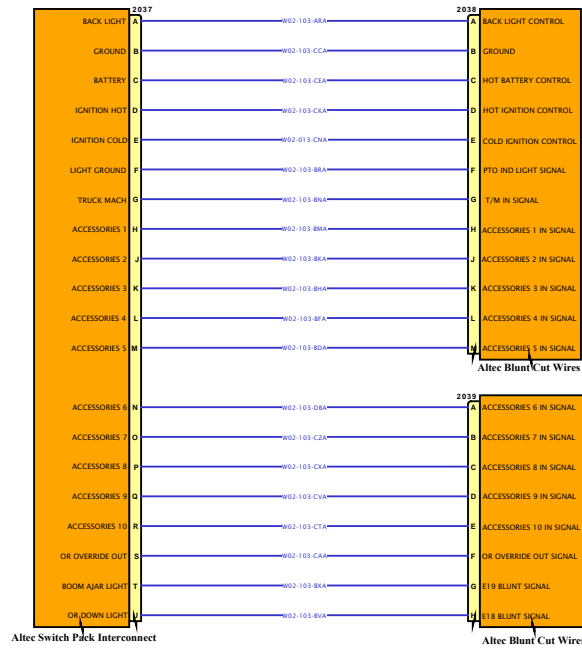 2037 2038
BACK LIGHT A W02-103-ARA A BACK LIGHT CONTROL
GROUND B W02-103-CCA B GROUND
BATTERY C W02-103-CEA C HOT BATTERY CONTROL
IGNITION HOT D W02-103-CKA D HOT IGNITION CONTROL
IGNITION COLD E W02-013-CNA E COLD IGNITION CONTROL
LIGHT GROUND F W02-103-BRA F PTO IND LIGHT SIGNAL
TRUCK MACH G W02-103-BNA G T/M IN SIGNAL
ACCESSORIES 1 H W02-103-BMA H ACCESSORIES 1 IN SIGNAL
ACCESSORIES 2 J W02-103-BKA J ACCESSORIES 2 IN SIGNAL
ACCESSORIES 3 K W02-103-BHA K ACCESSORIES 3 IN SIGNAL
ACCESSORIES 4 L W02-103-BFA L ACCESSORIES 4 IN SIGNAL
ACCESSORIES 5 M W02-103-BDA M ACCESSORIES 5 IN SIGNAL
Altec Blunt Cut Wires
2039
ACCESSORIES 6 N W02-103-DBA A ACCESSORIES 6 IN SIGNAL
ACCESSORIES 7 O W02-103-CZA B ACCESSORIES 7 IN SIGNAL
ACCESSORIES 8 P W02-103-CXA C ACCESSORIES 8 IN SIGNAL
ACCESSORIES 9 Q W02-103-CVA D ACCESSORIES 9 IN SIGNAL
ACCESSORIES 10 R W02-103-CTA E ACCESSORIES 10 IN SIGNAL
OR OVERRIDE OUT S W02-103-CAA F OR OVERRIDE OUT SIGNAL
BOOM AJAR LIGHT T W02-103-BXA G E19 BLUNT SIGNAL
OR DOWN LIGHT U W02-103-BVA H E18 BLUNT SIGNAL
Altec Switch Pack Interconnect Altec Blunt Cut Wires